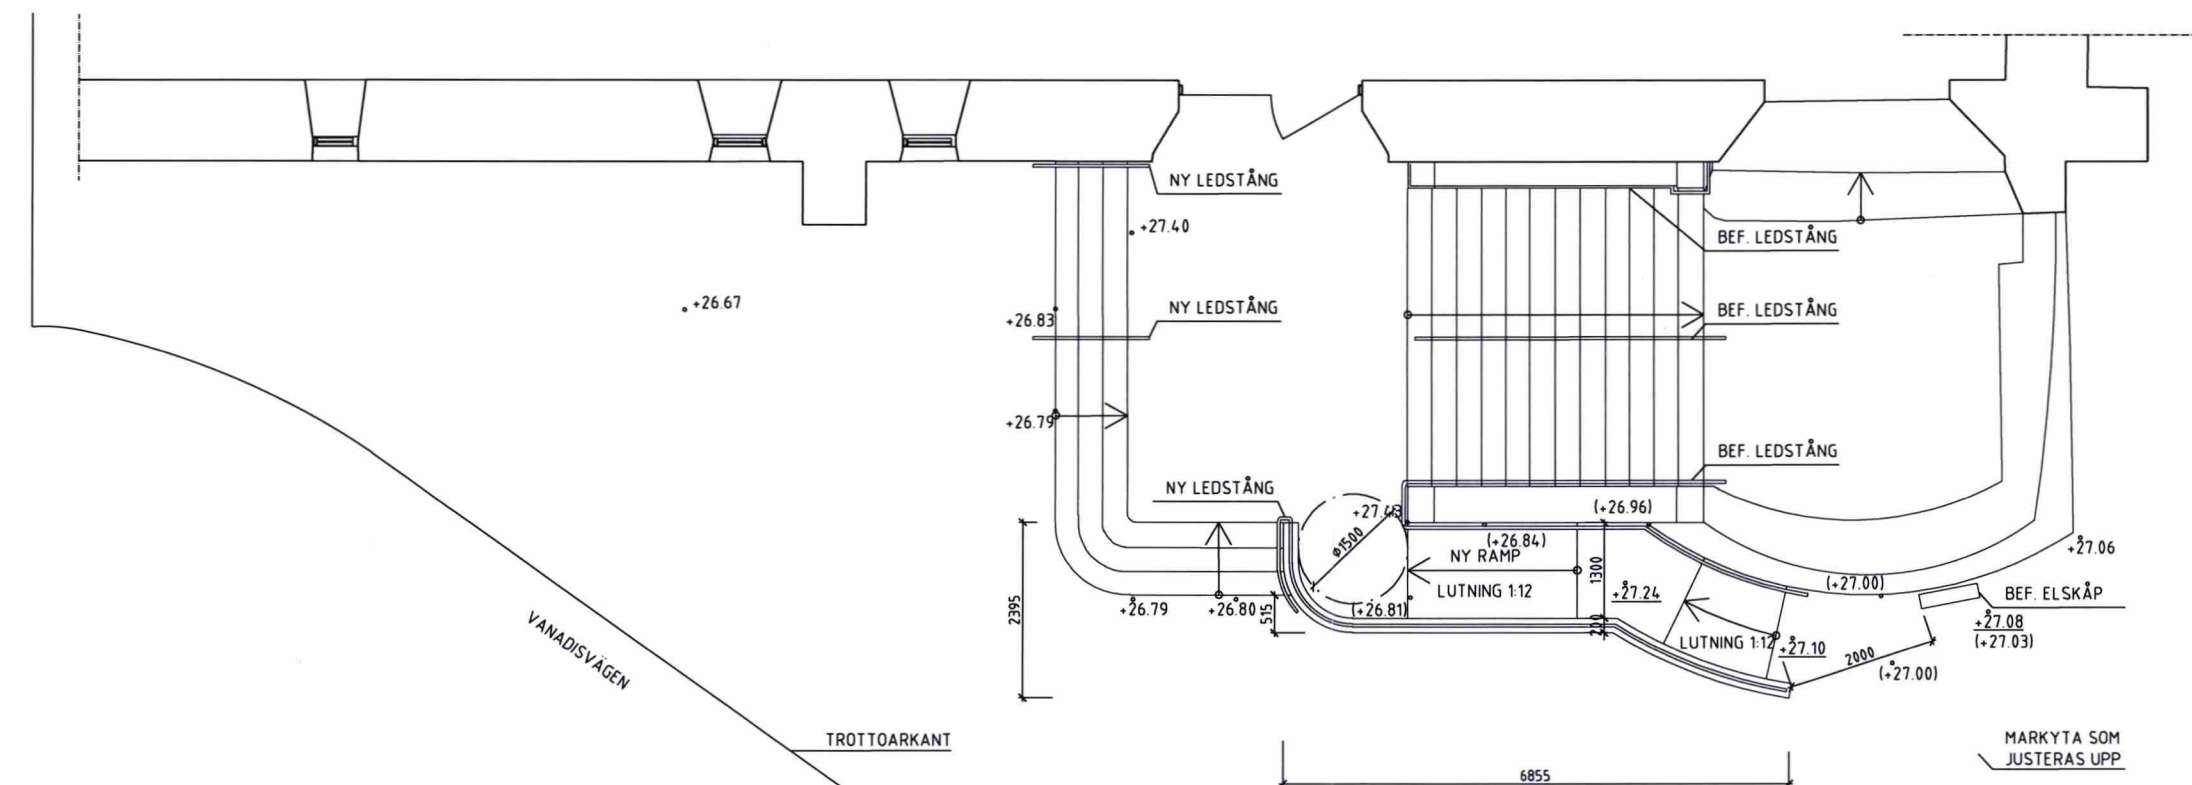 NY LEDSTÅNG
+27.40
BEF. LEDSTÅNG
+26.67
+26.83
NY LEDSTÅNG
BEF. LEDSTÅNG
+26.79
BEF. LEDSTÅNG
NY LEDSTÅNG
+27.43
(+26.96)
ø1500
(+26.84)
NY RAMP
LUTNING 1:12
1300
+27.06
(+27.00)
+27.24
BEF. ELSKÅP
+26.79
+26.80
(+26.81)
515
2395
200
+27.08
(+27.03)
LUTNING 1:12
+27.10
2000
(+27.00)
VANADISVÄGEN
TROTTOARKANT
MARKYTA SOM
JUSTERAS UPP
6855